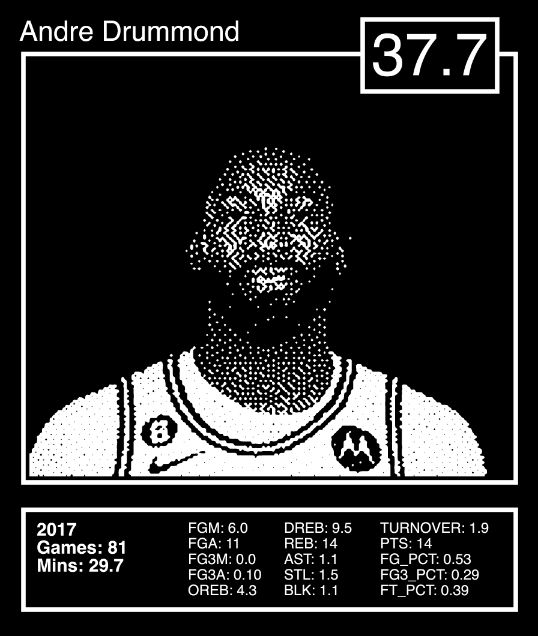 Andre Drummond
37.7
2017
Games: 81
Mins: 29.7
FGM: 6.0
FGA: 11
FG3M: 0.0
FG3A: 0.10
OREB: 4.3
DREB: 9.5
REB: 14
AST: 1.1
STL: 1.5
BLK: 1.1
TURNOVER: 1.9
PTS: 14
FG_PCT: 0.53
FG3_PCT: 0.29
FT_PCT: 0.39